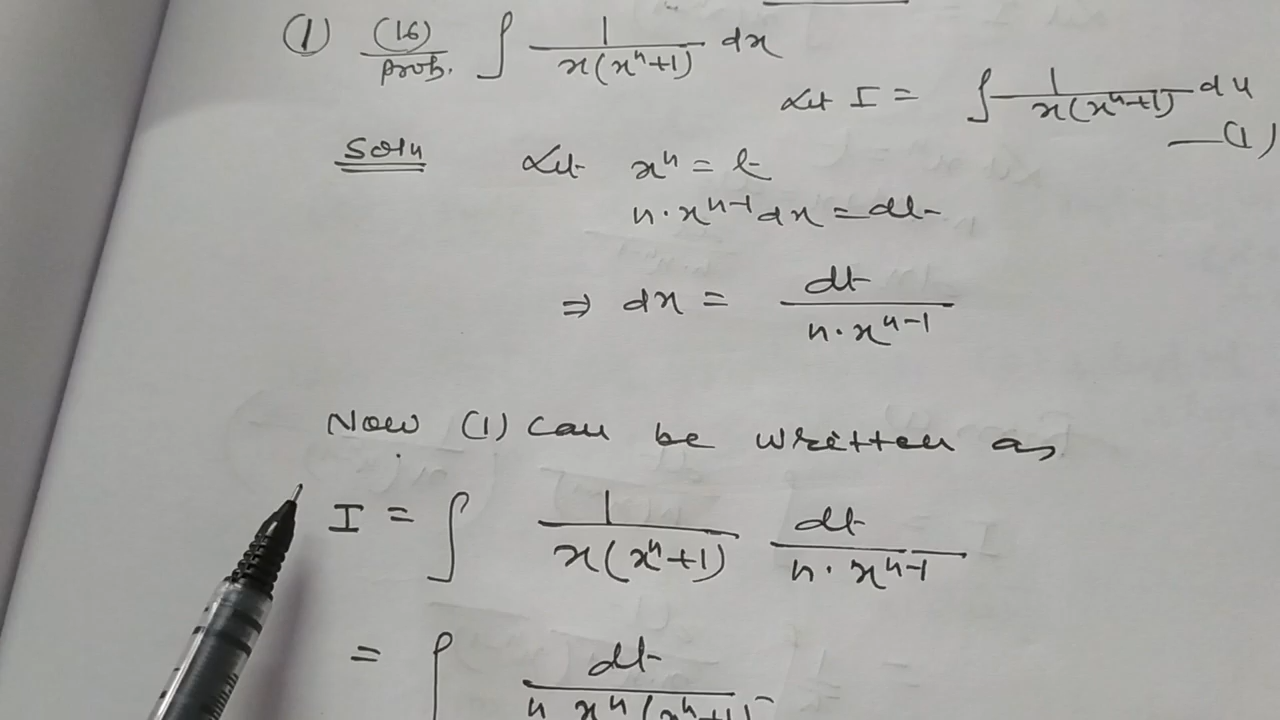 (1) (16)/prob. ∫ 1/x(xⁿ+1) dx
Let I = ∫ 1/x(xⁿ+1) dx —(1)
Soln Let xⁿ = t
n·xⁿ⁻¹dx = dt
⇒ dx = dt/n·xⁿ⁻¹
Now (1) can be written as
I = ∫ 1/x(xⁿ+1) dt/n·xⁿ⁻¹
= ∫ dt/n xⁿ(xⁿ+1)